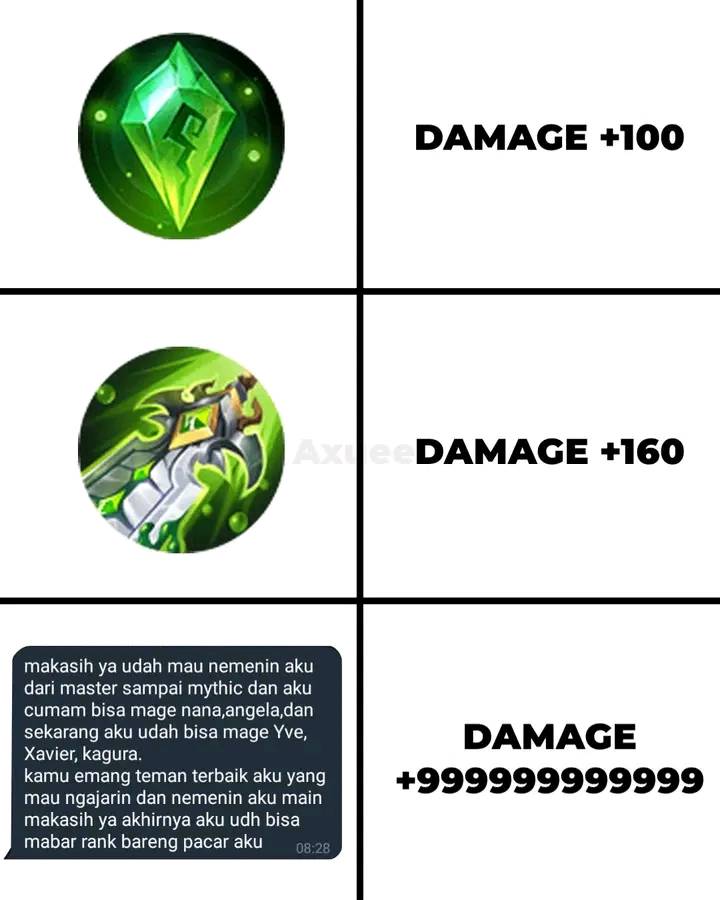 DAMAGE +100
Axuee
DAMAGE +160
makasih ya udah mau nemenin aku
dari master sampai mythic dan aku
cumam bisa mage nana,angela,dan
sekarang aku udah bisa mage Yve,
Xavier, kagura.
kamu emang teman terbaik aku yang
mau ngajarin dan nemenin aku main
makasih ya akhirnya aku udh bisa
mabar rank bareng pacar aku
08:28
DAMAGE
+999999999999